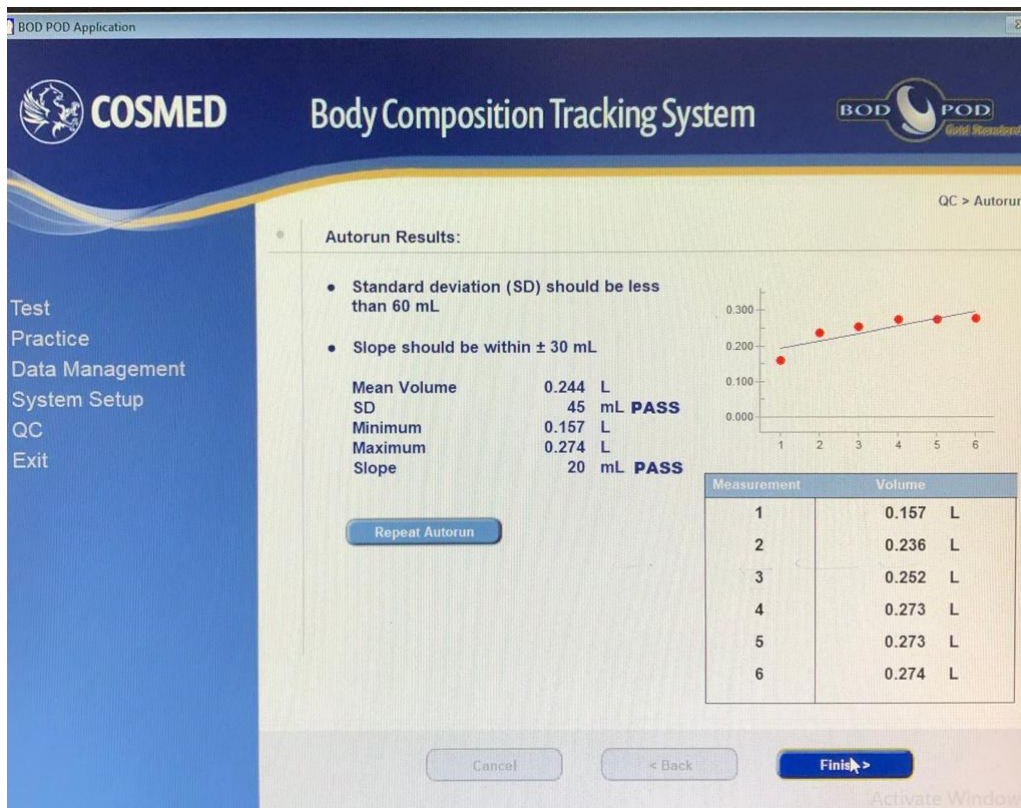 BOD POD Application
COSMED
Body Composition Tracking System
BOD POD
Gold Standard
QC > Autorun
Autorun Results:
Standard deviation (SD) should be less
than 60 mL
Slope should be within ± 30 mL
Mean Volume 0.244 L
SD 45 mL PASS
Minimum 0.157 L
Maximum 0.274 L
Slope 20 mL PASS
Repeat Autorun
Test
Practice
Data Management
System Setup
QC
Exit
0.300
0.200
0.100
0.000
1 2 3 4 5 6
Measurement Volume
1 0.157 L
2 0.236 L
3 0.252 L
4 0.273 L
5 0.273 L
6 0.274 L
Cancel
< Back
Finish >
Activate Windows